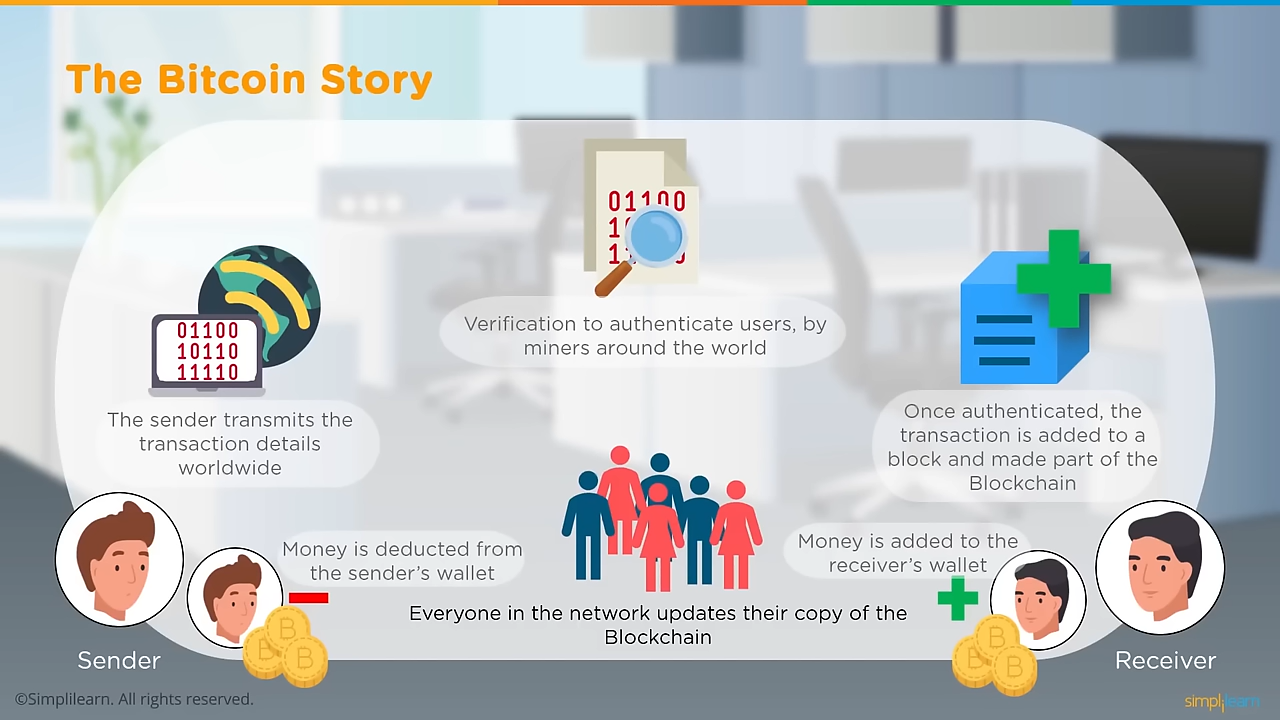 The Bitcoin Story
01100
1
1
0
01100
10110
11110
Verification to authenticate users, by
miners around the world
The sender transmits the
transaction details
worldwide
Once authenticated, the
transaction is added to a
block and made part of the
Blockchain
Money is deducted from
the sender’s wallet
Money is added to the
receiver’s wallet
Everyone in the network updates their copy of the
Blockchain
Sender
Receiver
©Simplilearn. All rights reserved.
simplilearn